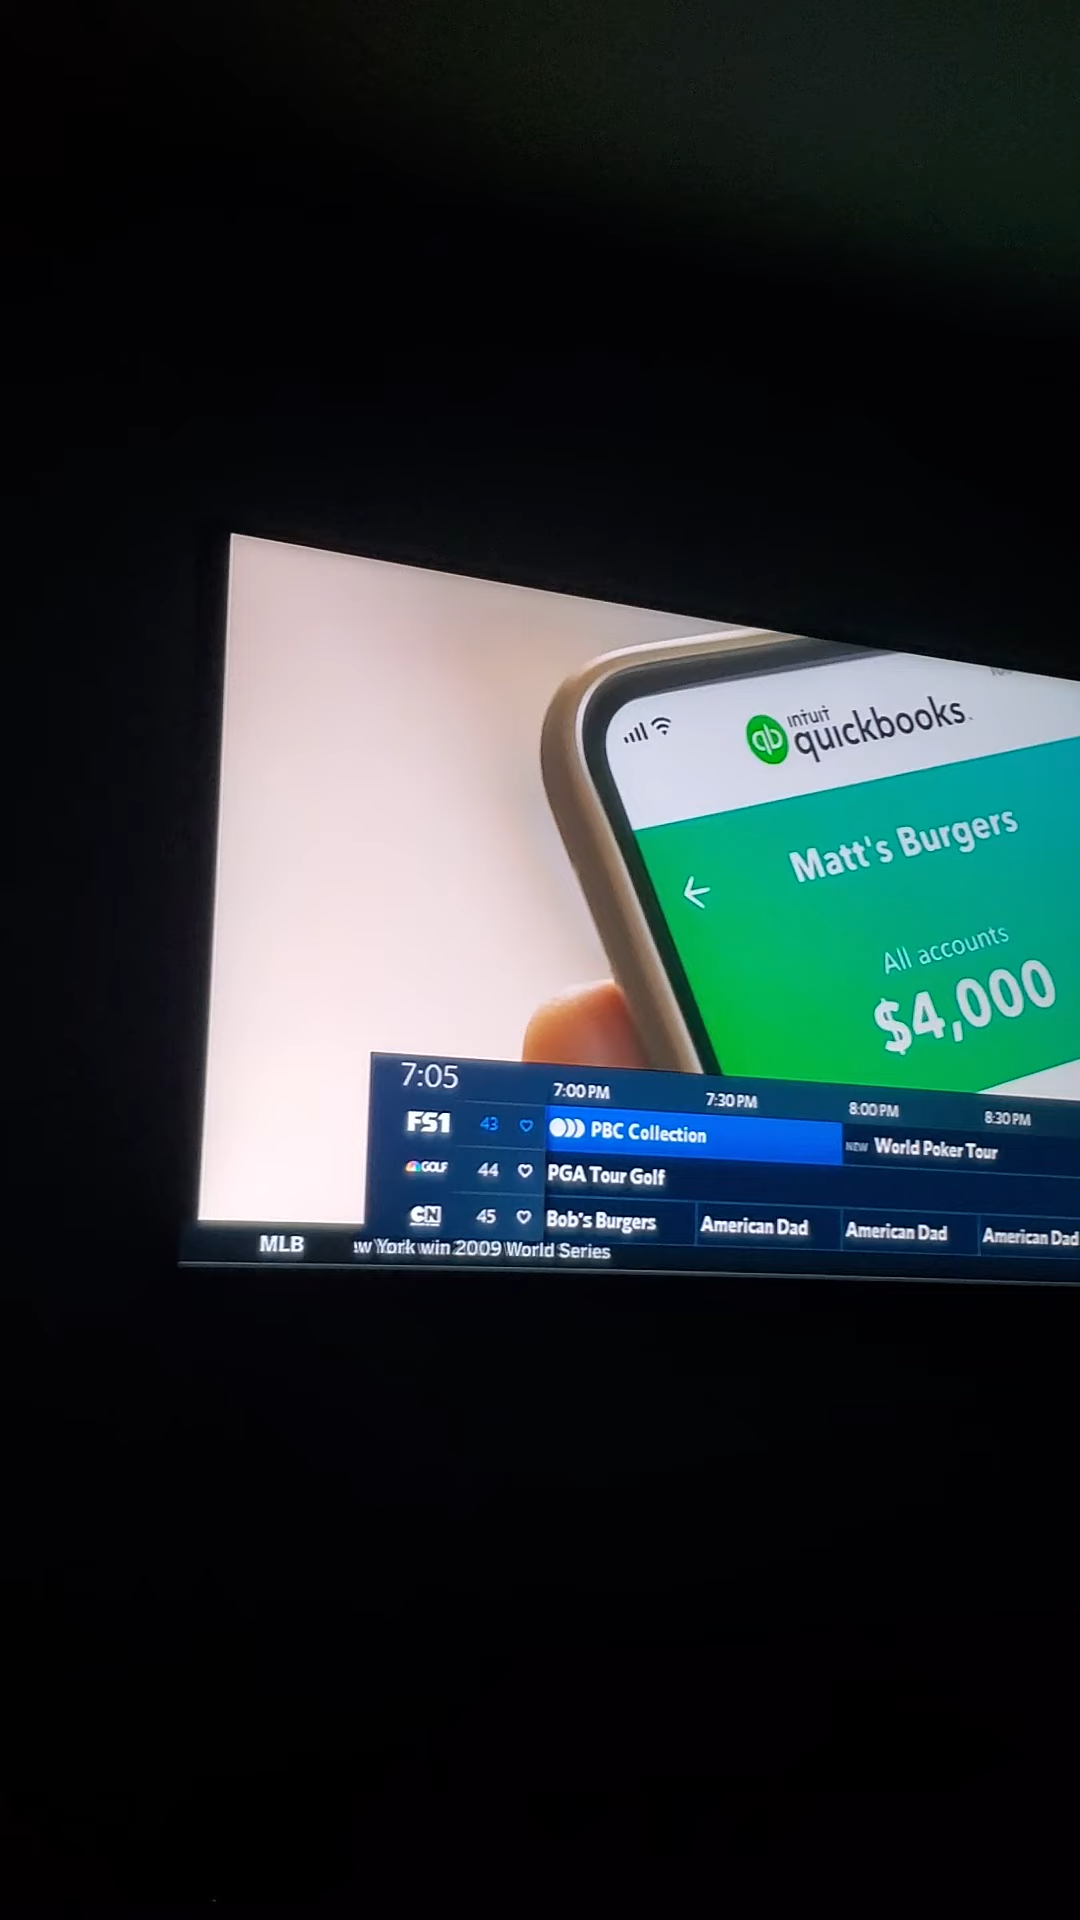 intuit
quickbooks.
Matt's Burgers
All accounts
$4,000
7:05 7:00 PM 7:30 PM 8:00 PM 8:30 PM
FS1 43 PBC Collection NEW World Poker Tour
GOLF 44 PGA Tour Golf
CN 45 Bob's Burgers American Dad American Dad American Dad
MLB ew York win 2009 World Series